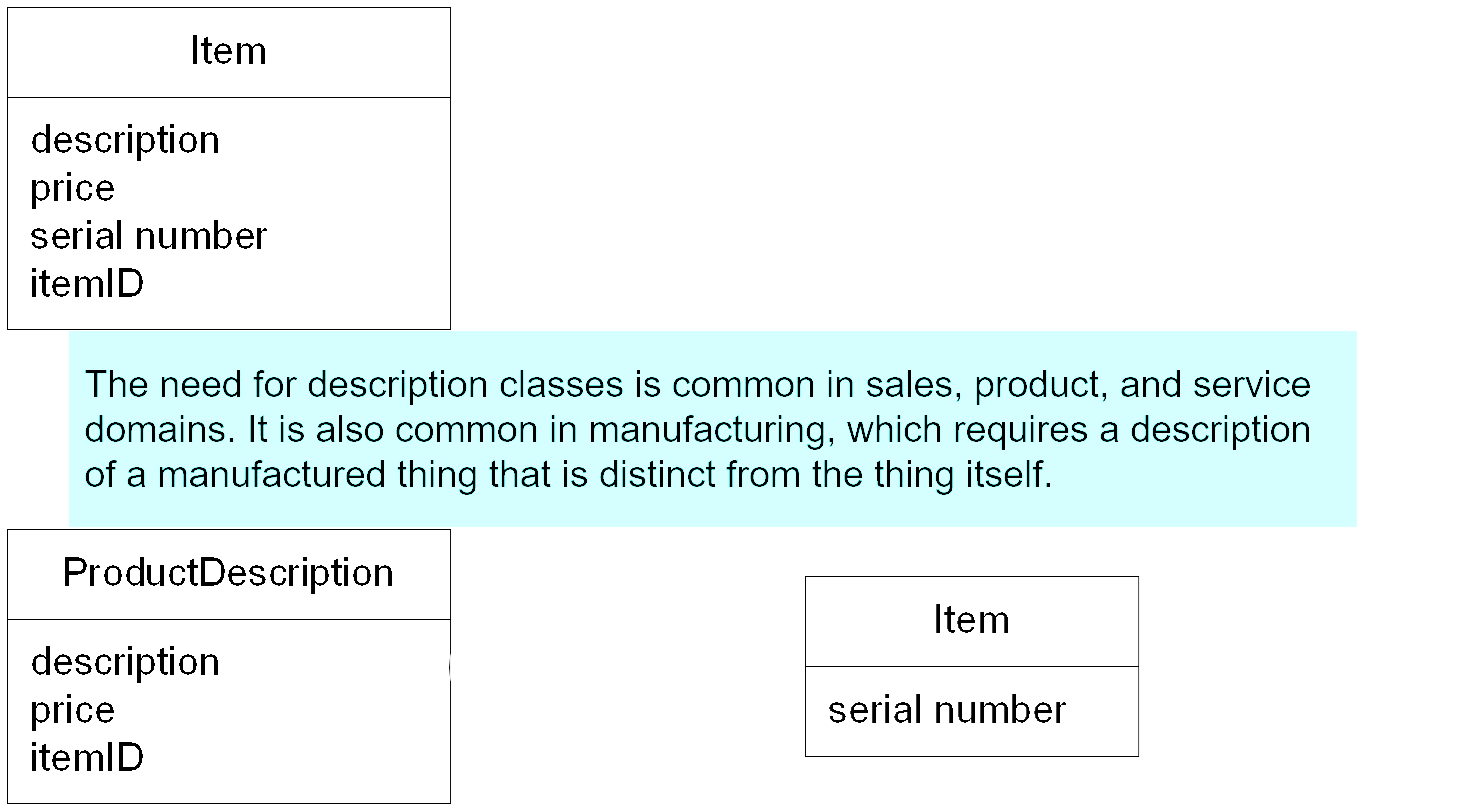 Item
description
price
serial number
itemID
The need for description classes is common in sales, product, and service
domains. It is also common in manufacturing, which requires a description
of a manufactured thing that is distinct from the thing itself.
ProductDescription
description
price
itemID
Item
serial number